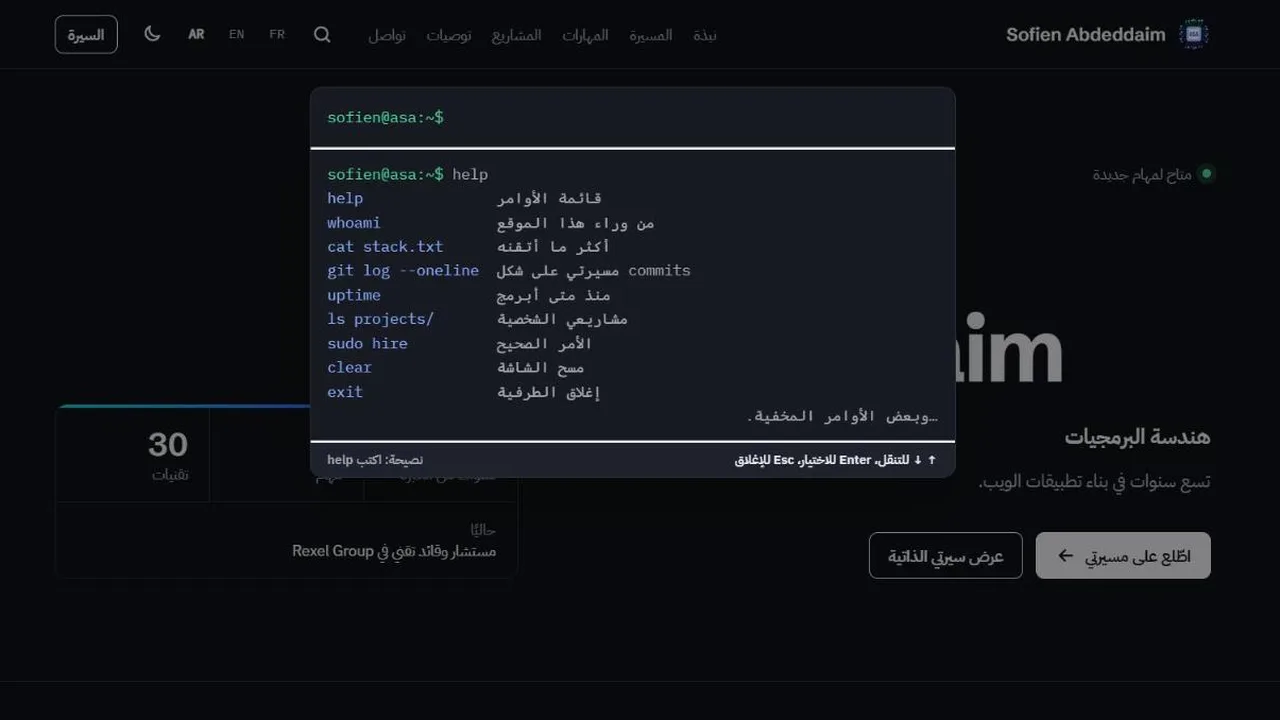 Sofien Abdeddaim
نبذة
المسيرة
المهارات
المشاريع
توصيات
تواصل
FR
EN
AR
السيرة
sofien@asa:~$
sofien@asa:~$ help
help قائمة الأوامر
whoami من وراء هذا الموقع
cat stack.txt أكثر ما أتقنه
git log --oneline مسيرتي على شكل commits
uptime منذ متى أبرمج
ls projects/ مشاريعي الشخصية
sudo hire الأمر الصحيح
clear مسح الشاشة
exit إغلاق الطرفية
…وبعض الأوامر المخفية.
↑ ↓ للتنقل، Enter للاختيار، Esc للإغلاق
نصيحة: اكتب help
متاح لمهام جديدة
aim
هندسة البرمجيات
تسع سنوات في بناء تطبيقات الويب.
اطّلع على مسيرتي ←
عرض سيرتي الذاتية
30
تقنيات
حاليًا
مستشار وقائد تقني في Rexel Group